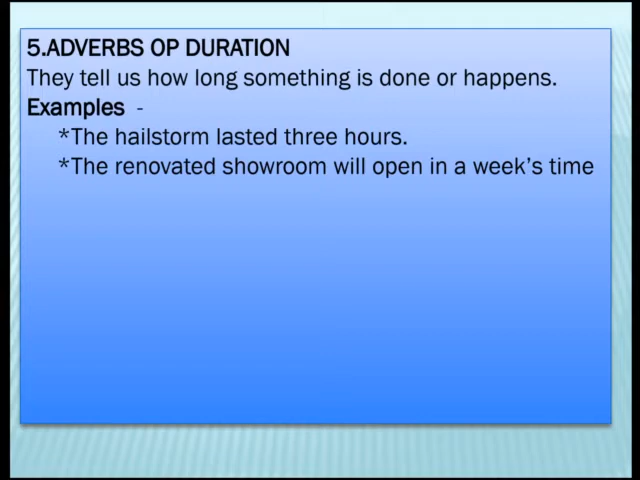 5.ADVERBS OP DURATION
They tell us how long something is done or happens.
Examples -
*The hailstorm lasted three hours.
*The renovated showroom will open in a week's time